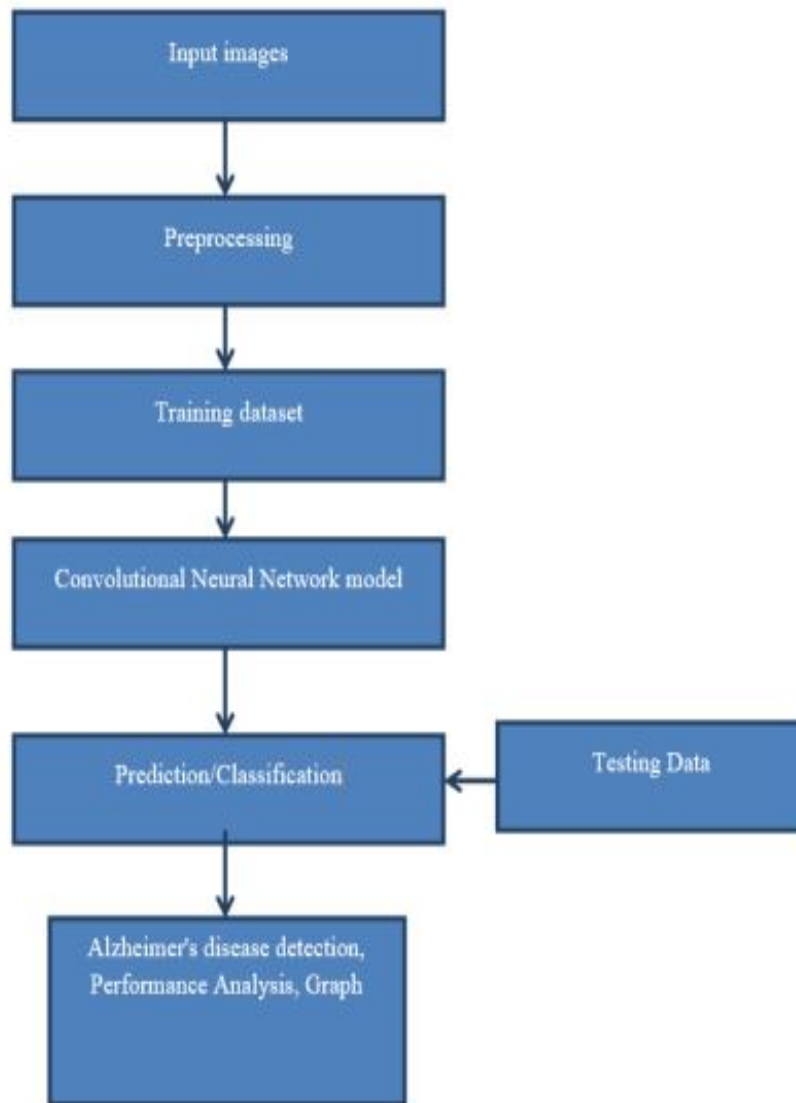 Input images
Preprocessing
Training dataset
Convolutional Neural Network model
Prediction/Classification
Testing Data
Alzheimer's disease detection,
Performance Analysis, Graph